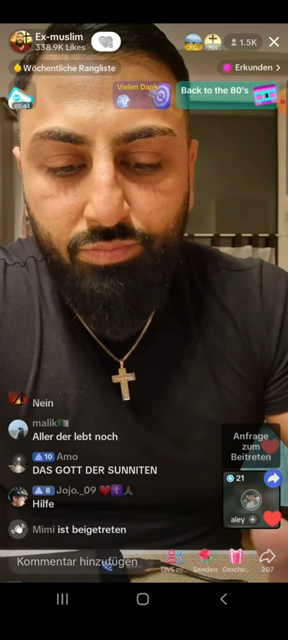 Ex-muslim
338.9K Likes
1.5K
Wöchentliche Rangliste
Erkunden >
Vielen Dank
Back to the 80's
Nein
malik
Aller der lebt noch
10 Amo
DAS GOTT DER SUNNITEN
8 Jojo._09
Hilfe
Mimi ist beigetreten
Anfrage
zum
Beitreten
21
aley +
Kommentar hinzufügen
LIVE
Senden
Gesche...
207